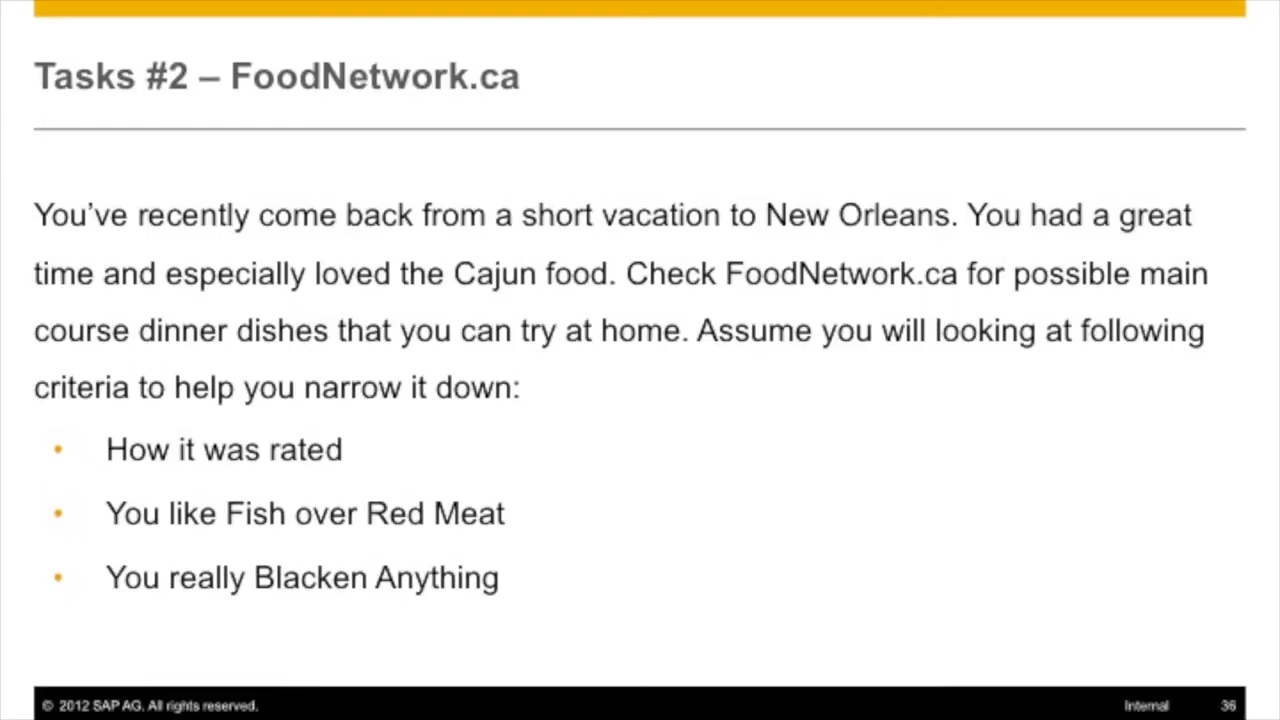 Tasks #2 – FoodNetwork.ca
You’ve recently come back from a short vacation to New Orleans. You had a great
time and especially loved the Cajun food. Check FoodNetwork.ca for possible main
course dinner dishes that you can try at home. Assume you will looking at following
criteria to help you narrow it down:
• How it was rated
• You like Fish over Red Meat
• You really Blacken Anything
© 2012 SAP AG. All rights reserved. Internal 36